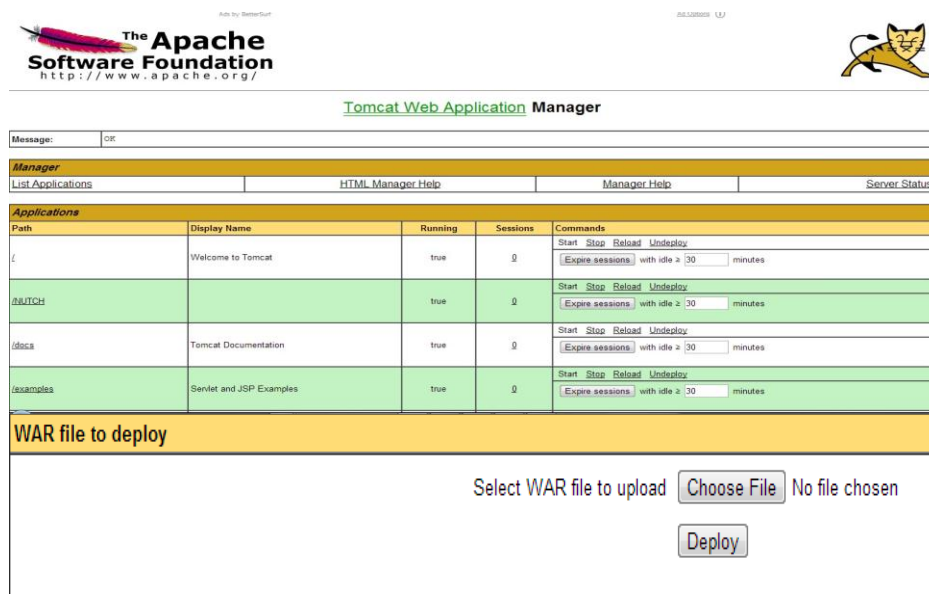 Ads by BetterSurf
Ad Options
The Apache
Software Foundation
http://www.apache.org/
Tomcat Web Application Manager
Message: OK
Manager
List Applications HTML Manager Help Manager Help Server Status
Applications
Path Display Name Running Sessions Commands
Start Stop Reload Undeploy
/ Welcome to Tomcat true 0
Expire sessions with idle ≥ 30 minutes
Start Stop Reload Undeploy
/NUTCH true 0
Expire sessions with idle ≥ 30 minutes
Start Stop Reload Undeploy
/docs Tomcat Documentation true 0
Expire sessions with idle ≥ 30 minutes
Start Stop Reload Undeploy
/examples Servlet and JSP Examples true 0
Expire sessions with idle ≥ 30 minutes
WAR file to deploy
Select WAR file to upload Choose File No file chosen
Deploy